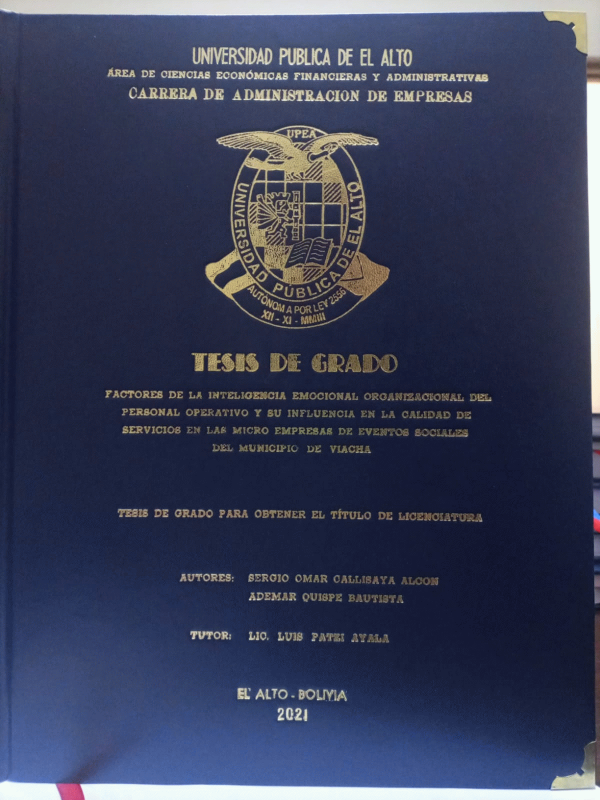 UNIVERSIDAD PUBLICA DE EL ALTO
ÁREA DE CIENCIAS ECONÓMICAS FINANCIERAS Y ADMINISTRATIVAS
CARRERA DE ADMINISTRACION DE EMPRESAS
UPEA
UNIVERSIDAD PÚBLICA DE EL ALTO
AUTÓNOMA POR LEY 2556
XII - XI - MMIII
TESIS DE GRADO
FACTORES DE LA INTELIGENCIA EMOCIONAL ORGANIZACIONAL DEL
PERSONAL OPERATIVO Y SU INFLUENCIA EN LA CALIDAD DE
SERVICIOS EN LAS MICRO EMPRESAS DE EVENTOS SOCIALES
DEL MUNICIPIO DE VIACHA
TESIS DE GRADO PARA OBTENER EL TÍTULO DE LICENCIATURA
AUTORES: SERGIO OMAR CALLISAYA ALCON
ADEMAR QUISPE BAUTISTA
TUTOR: LIC. LUIS PATZI AYALA
EL ALTO - BOLIVIA
2021